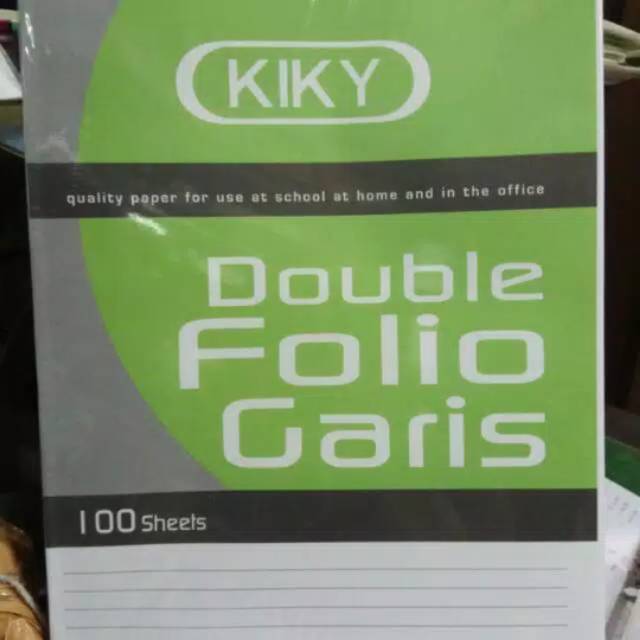 KIKY
quality paper for use at school at home and in the office
Double
Folio
Garis
100 Sheets